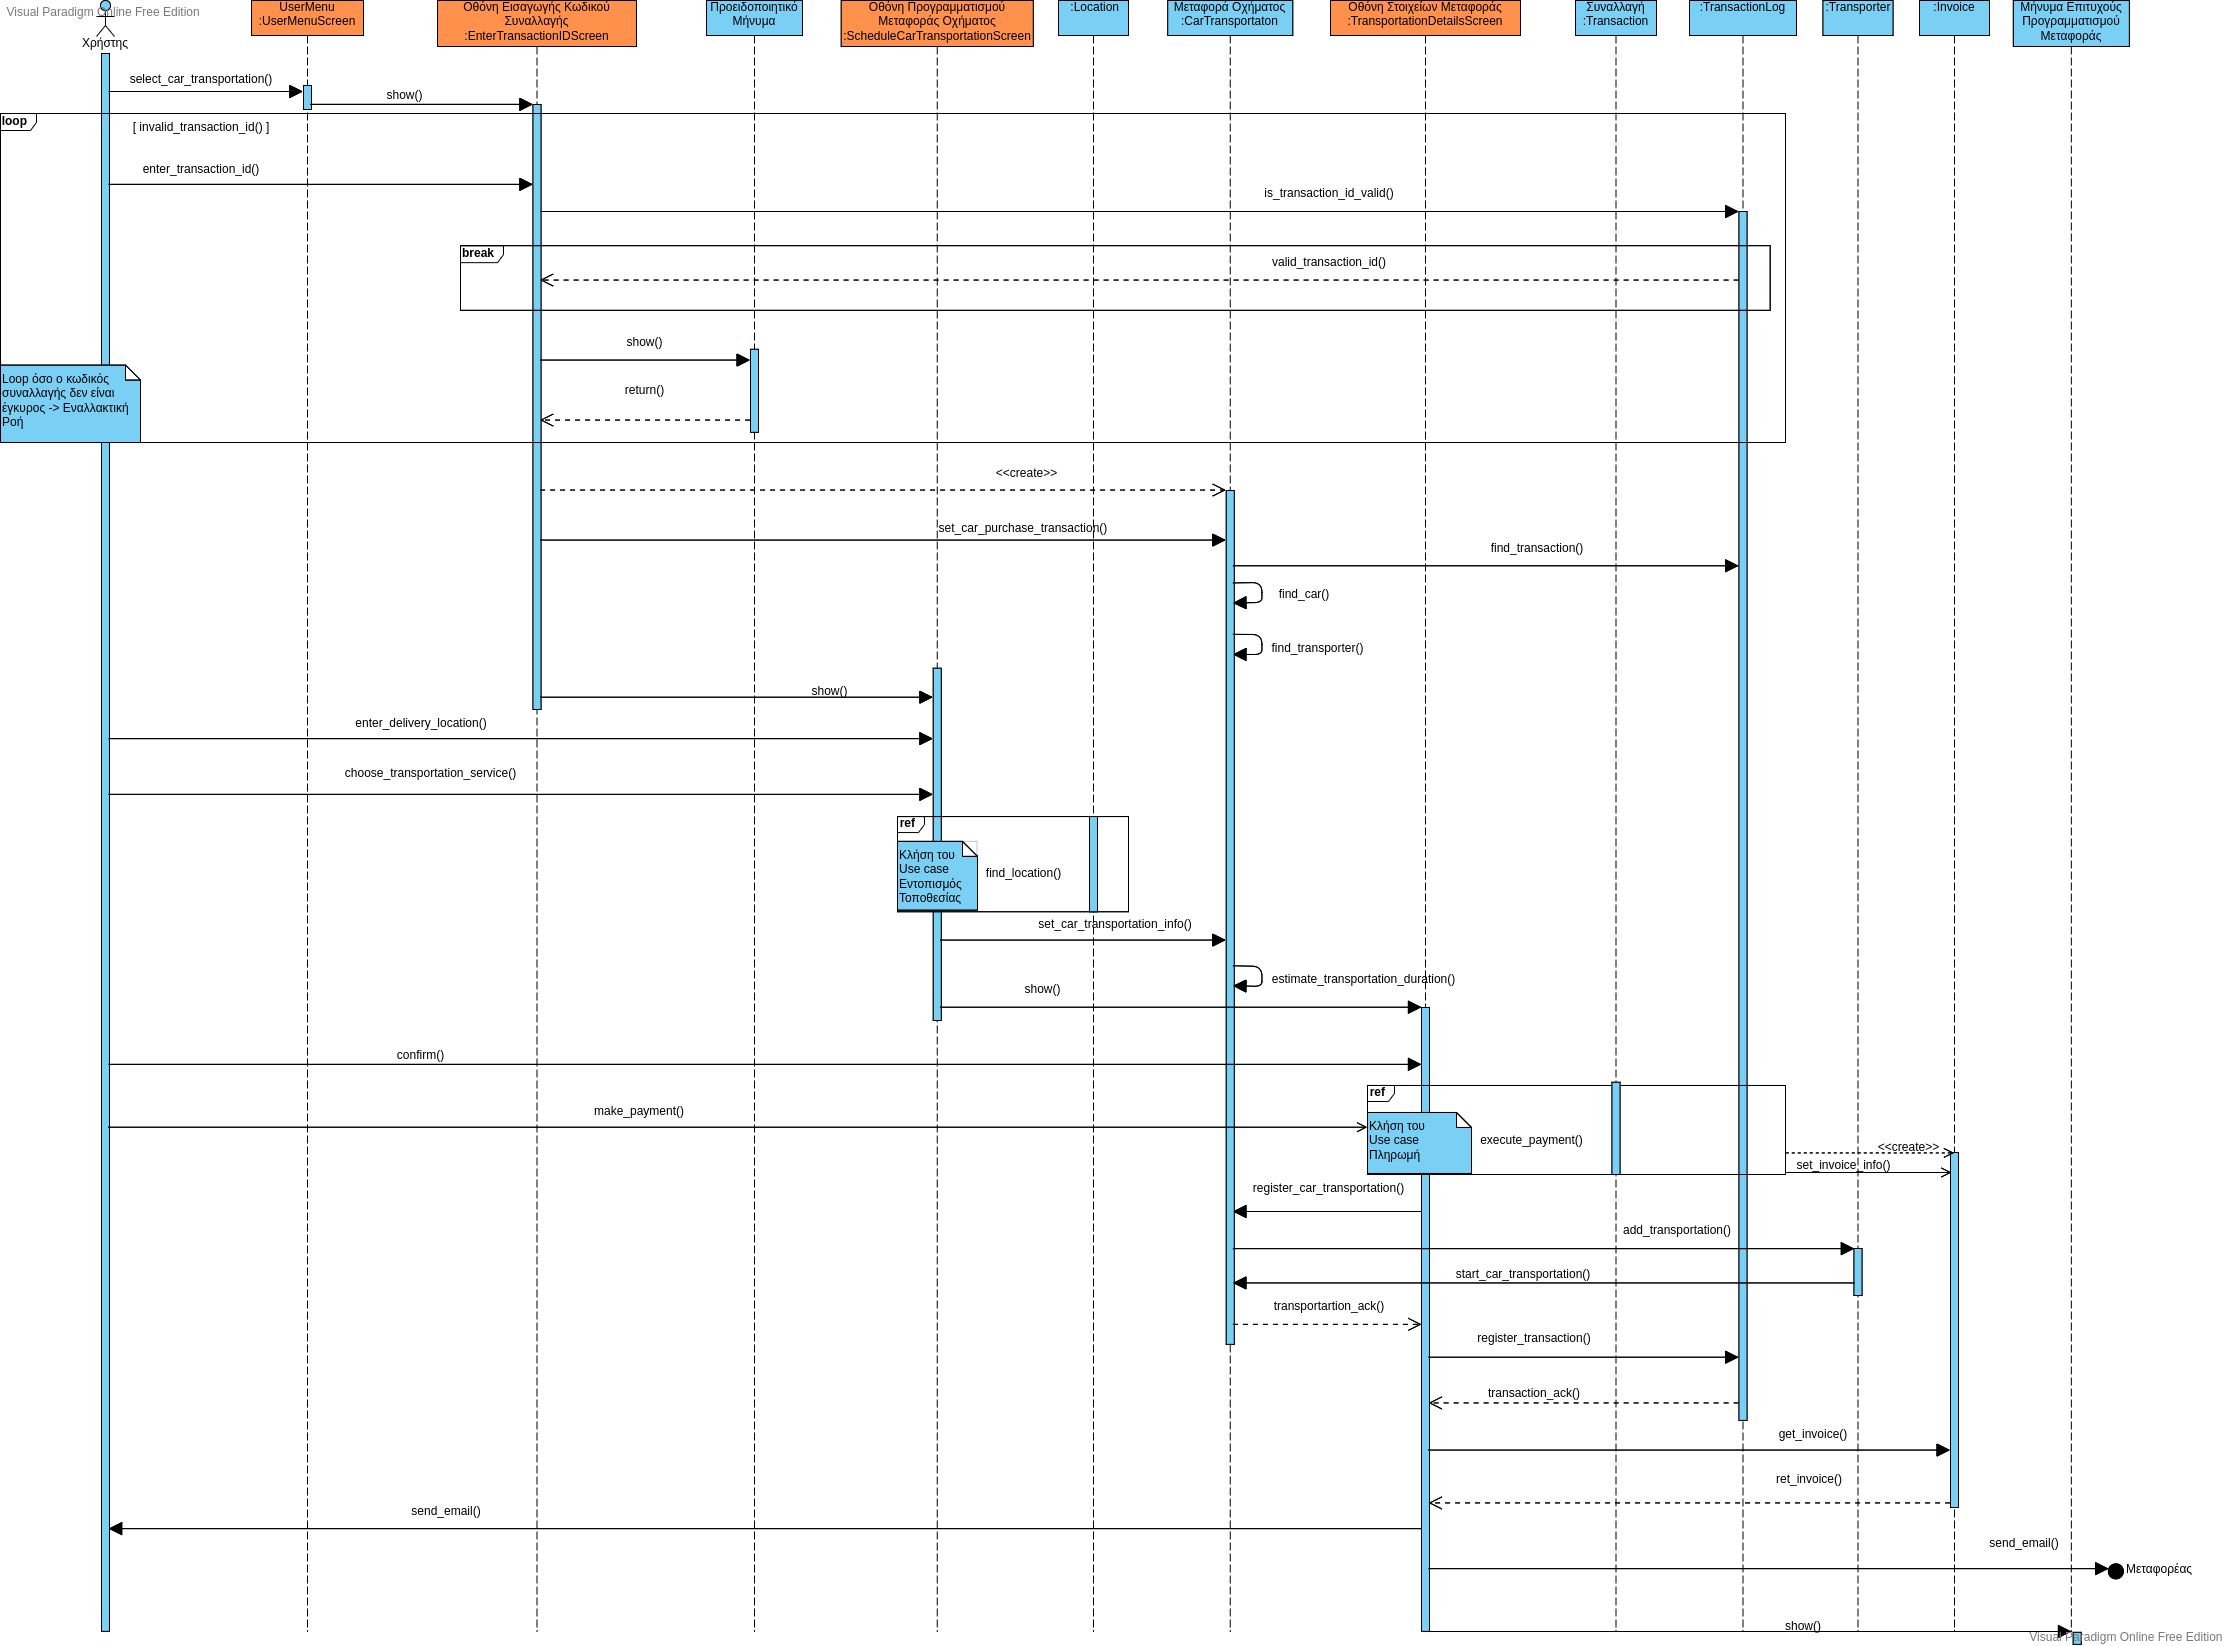 Visual Paradigm Online Free Edition
Χρήστης
UserMenu
:UserMenuScreen
Οθόνη Εισαγωγής Κωδικού
Συναλλαγής
:EnterTransactionIDScreen
Προειδοποιητικό
Μήνυμα
Οθόνη Προγραμματισμού
Μεταφοράς Οχήματος
:ScheduleCarTransportationScreen
:Location
Μεταφορά Οχήματος
:CarTransportaton
Οθόνη Στοιχείων Μεταφοράς
:TransportationDetailsScreen
Συναλλαγή
:Transaction
:TransactionLog
:Transporter
:Invoice
Μήνυμα Επιτυχούς
Προγραμματισμού
Μεταφοράς
select_car_transportation()
show()
loop
[ invalid_transaction_id() ]
enter_transaction_id()
is_transaction_id_valid()
break
valid_transaction_id()
show()
return()
Loop όσο ο κωδικός
συναλλαγής δεν είναι
έγκυρος -> Εναλλακτική
Ροή
<<create>>
set_car_purchase_transaction()
find_transaction()
find_car()
find_transporter()
show()
enter_delivery_location()
choose_transportation_service()
ref
Κλήση του
Use case
Εντοπισμός
Τοποθεσίας
find_location()
set_car_transportation_info()
estimate_transportation_duration()
show()
confirm()
ref
make_payment()
Κλήση του
Use case
Πληρωμή
execute_payment()
<<create>>
set_invoice_info()
register_car_transportation()
add_transportation()
start_car_transportation()
transportartion_ack()
register_transaction()
transaction_ack()
get_invoice()
ret_invoice()
send_email()
send_email()
Μεταφορέας
show()
Visual Paradigm Online Free Edition